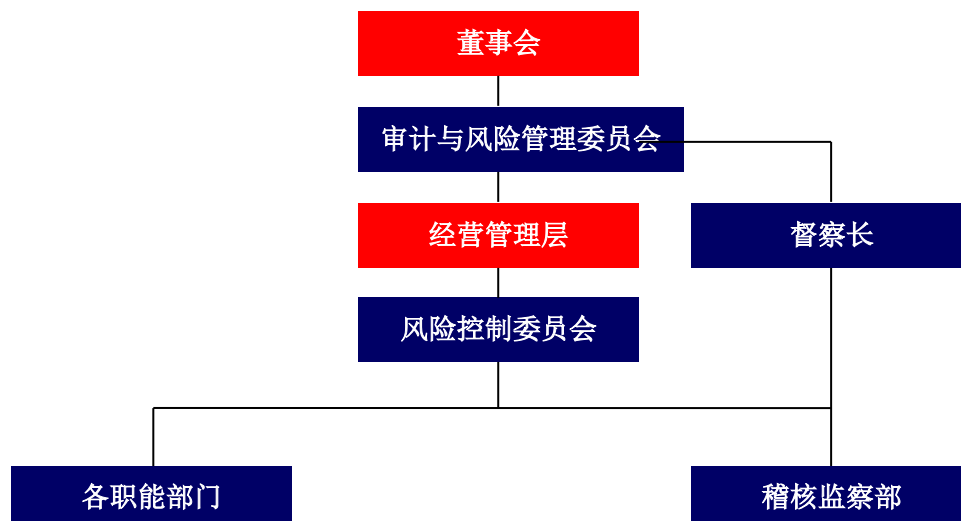 董事会
审计与风险管理委员会
经营管理层
督察长
风险控制委员会
各职能部门
稽核监察部